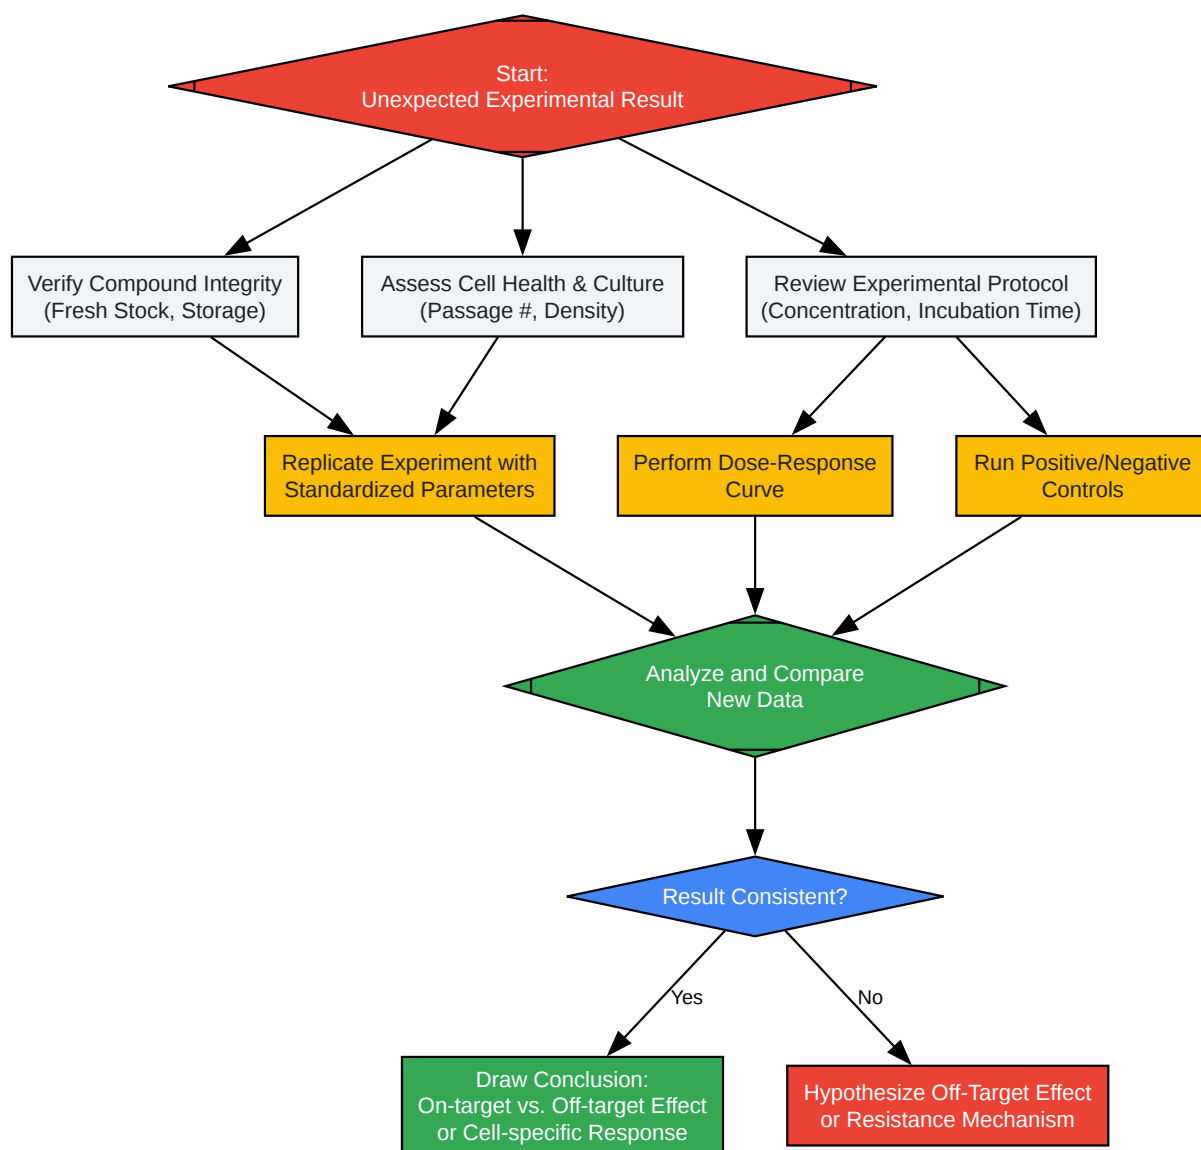 Start:
Unexpected Experimental Result
Verify Compound Integrity
(Fresh Stock, Storage)
Assess Cell Health & Culture
(Passage #, Density)
Review Experimental Protocol
(Concentration, Incubation Time)
Replicate Experiment with
Standardized Parameters
Perform Dose-Response
Curve
Run Positive/Negative
Controls
Analyze and Compare
New Data
Result Consistent?
Yes
No
Draw Conclusion:
On-target vs. Off-target Effect
or Cell-specific Response
Hypothesize Off-Target Effect
or Resistance Mechanism